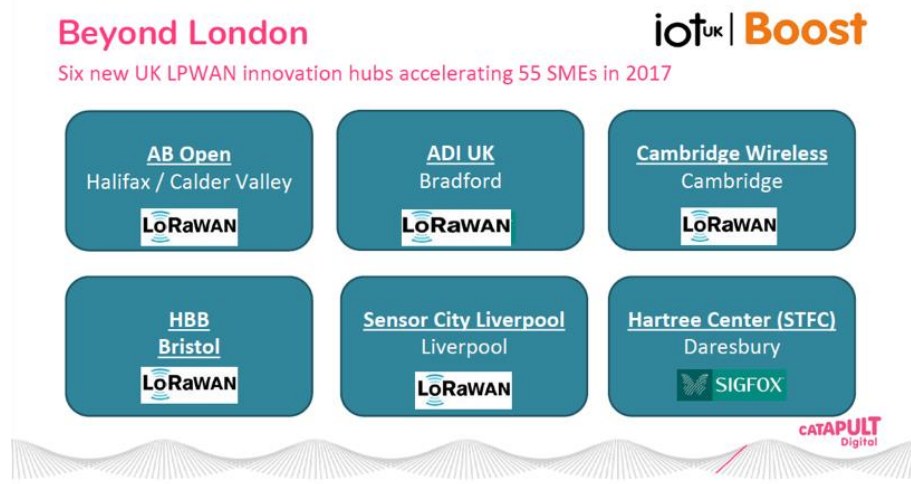 Beyond London
iotUK | Boost
Six new UK LPWAN innovation hubs accelerating 55 SMEs in 2017
AB Open
Halifax / Calder Valley
LoRaWAN
ADI UK
Bradford
LoRaWAN
Cambridge Wireless
Cambridge
LoRaWAN
HBB
Bristol
LoRaWAN
Sensor City Liverpool
Liverpool
LoRaWAN
Hartree Center (STFC)
Daresbury
SIGFOX
CATAPULT
Digital